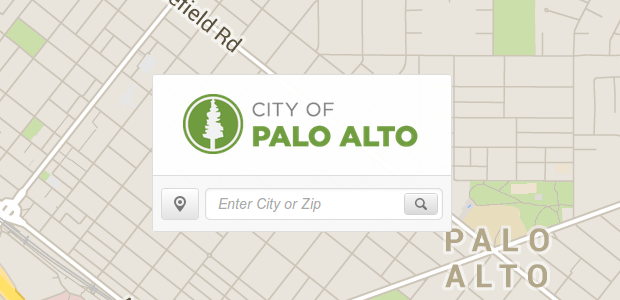 efield Rd
CITY OF
PALO ALTO
Enter City or Zip
PALO
ALTO